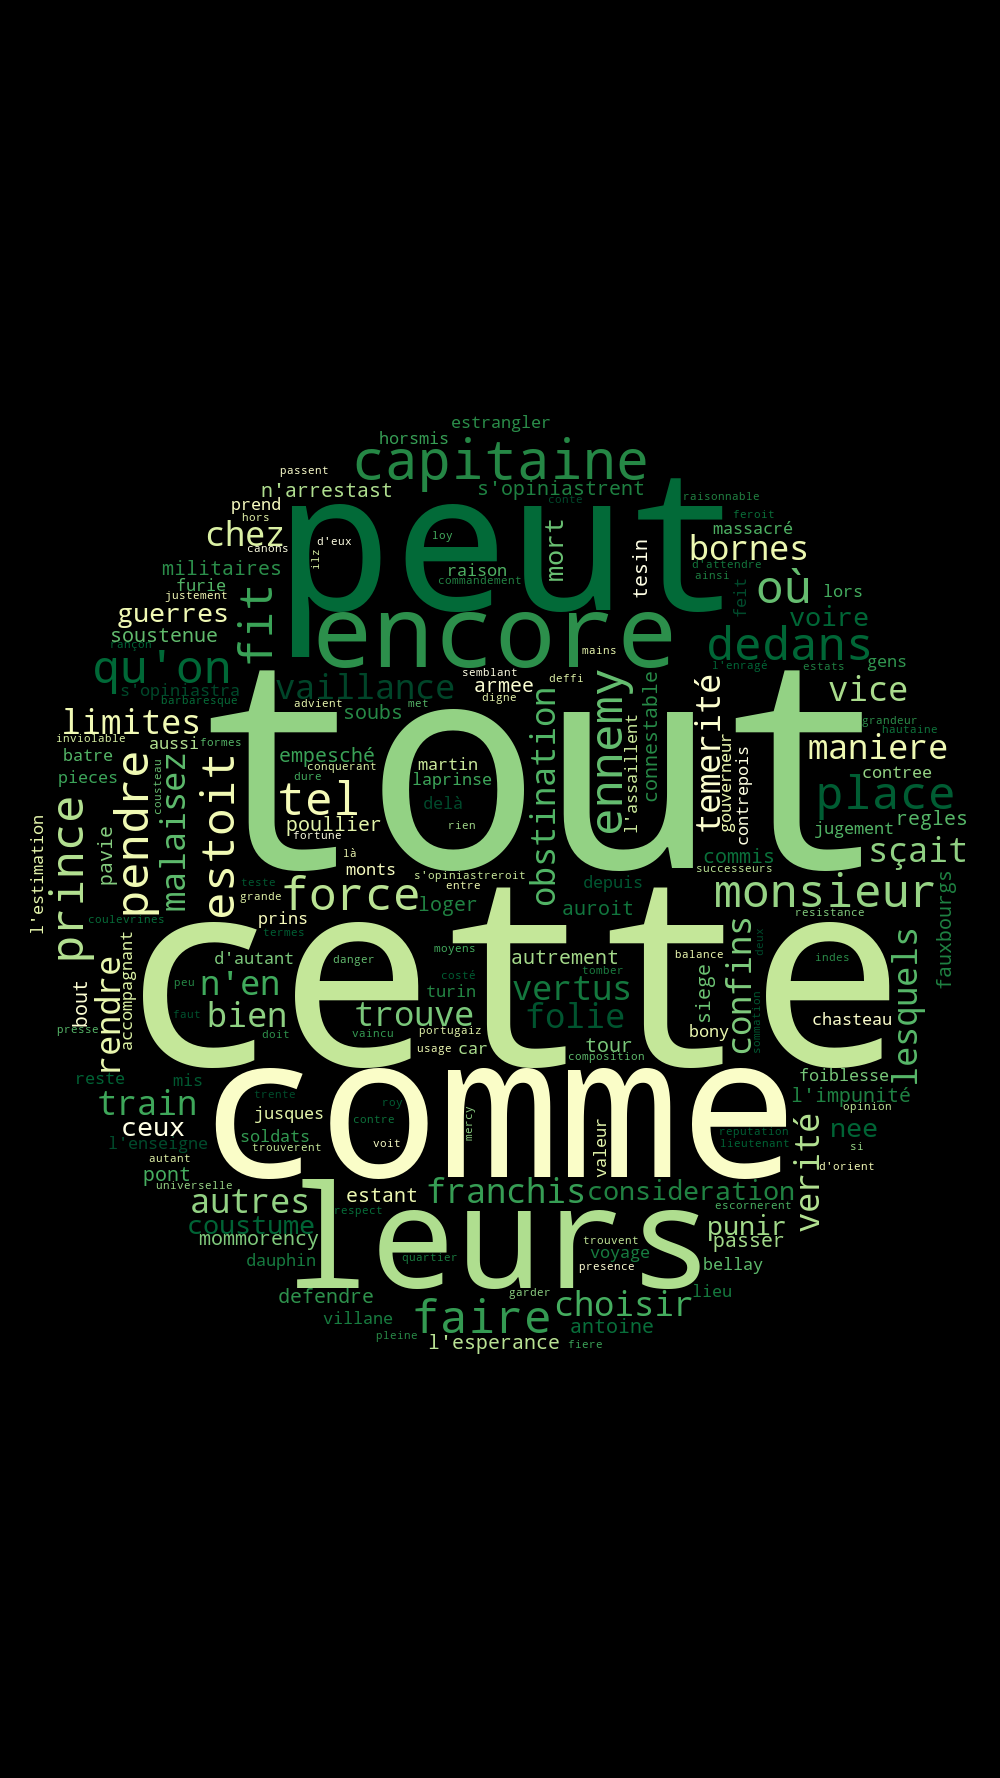 estrangler
horsmis
capitaine
passent
n'arrestast
s'opiniastrent
raisonnable
conté
prend
hors
peut
feroit
massacré
chez
canons
d'eux
ilz
loy
mort
tesin
bornes
militaires
raison
commandement
d'attendre
ainsi
furie
justement
fit
feit
où
lors
guerres
encore
voire
soustenue
rançon
mains
dedans
qu'on
semblant
l'enragé
estats
gens
s'opiniastra
barbaresque
vaillance
armee
deffi
digne
advient
met
soubs
vice
limites
inviolable
aussi
formes
tout
obstination
ennemy
l'assaillent
connestable
temerité
gouverneur
contrepois
grandeur
hautaine
maniere
batre
pieces
cousteau
malaisez
pendre
estoit
empesché
conquerant
dure
martin
laprinse
contree
tel
delà
place
prince
l'estimation
pavie
poullier
fortune
rien
jugement
regles
là
monts
commis
successeurs
sçait
teste
grande
force
s'opiniastreroit
entre
depuis
monsieur
fauxbourgs
loger
auroit
resistance
coulevrines
prins
termes
cette
bout
rendre
accompagnant
d'autant
danger
moyens
autrement
balance
confins
deux
indes
lesquels
peu
n'en
costé
turin
tomber
vertus
siege
sommation
presse
faut
bien
doit
trouve
vaincu
portugaiz
usage
car
folie
tour
composition
bony
chasteau
reste
mis
comme
foiblesse
train
trente
jusques
roy
contre
l'impunité
opinion
ceux
l'enseigne
soldats
trouverent
voit
mercy
valeur
reputation
lieutenant
verité
nee
si
autant
pont
universelle
d'orient
autres
estant
franchis
consideration
escornerent
respect
leurs
coustume
punir
mommorency
passer
trouvent
voyage
dauphin
quartier
presence
bellay
defendre
garder
choisir
lieu
villane
faire
antoine
pleine
l'esperance
fiere